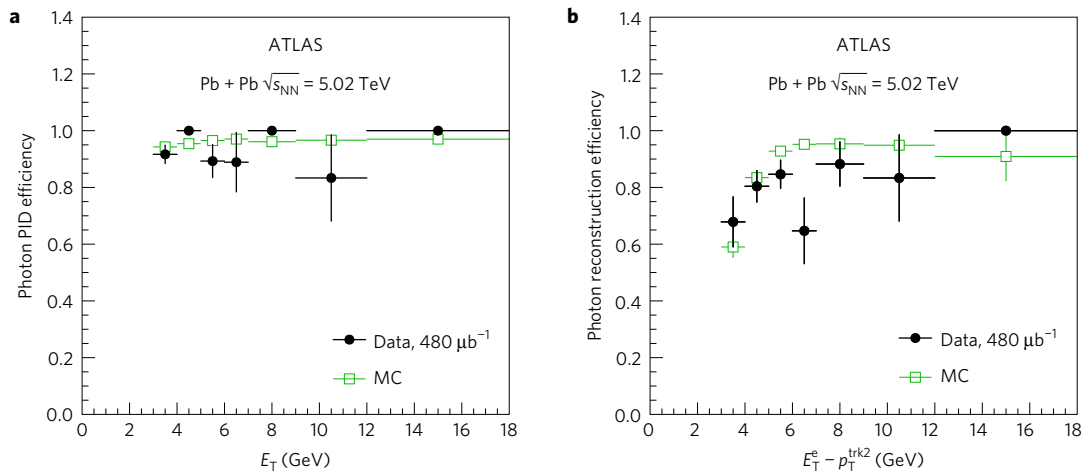 a
1.4
1.2
1.0
0.8
0.6
0.4
0.2
0.0
Photon PID efficiency
ATLAS
Pb + Pb √sNN = 5.02 TeV
Data, 480 μb⁻¹
MC
0 2 4 6 8 10 12 14 16 18
ET (GeV)
b
1.4
1.2
1.0
0.8
0.6
0.4
0.2
0.0
Photon reconstruction efficiency
ATLAS
Pb + Pb √sNN = 5.02 TeV
Data, 480 μb⁻¹
MC
0 2 4 6 8 10 12 14 16 18
ETe − pTtrk2 (GeV)